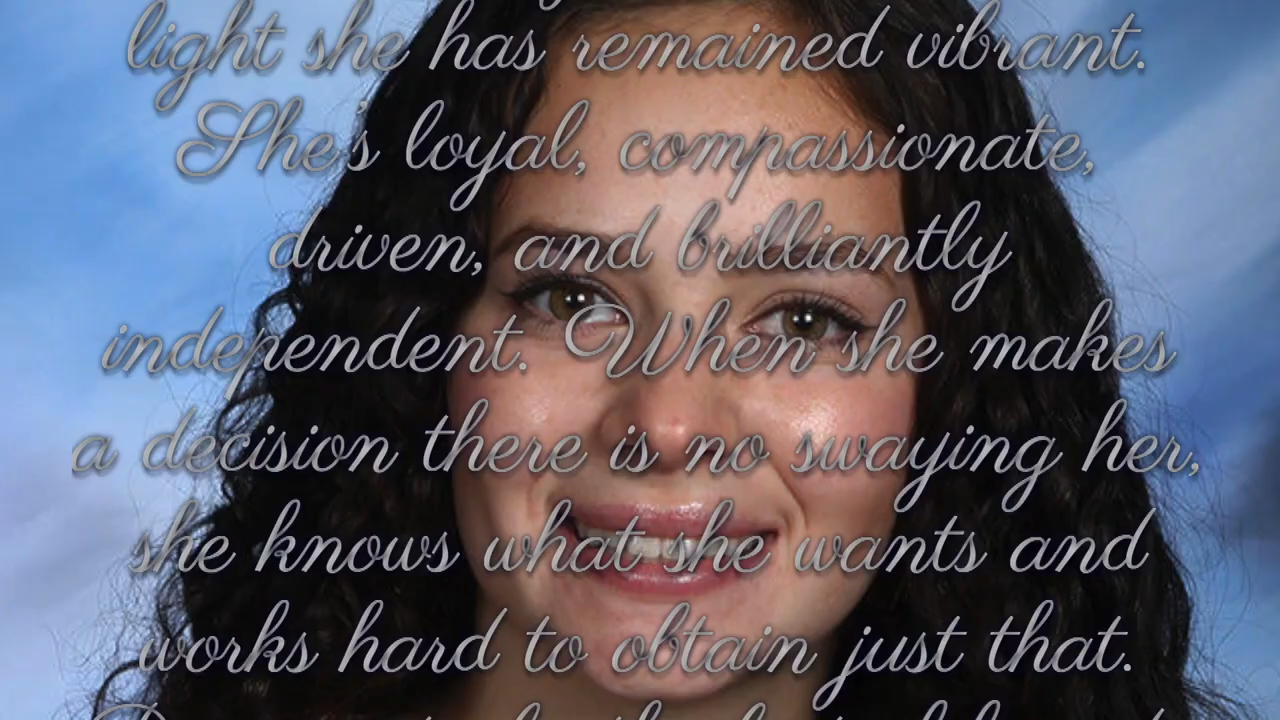 light she has remained vibrant.
She's loyal, compassionate,
driven, and brilliantly
independent. When she makes
a decision there is no swaying her,
she knows what she wants and
works hard to obtain just that.